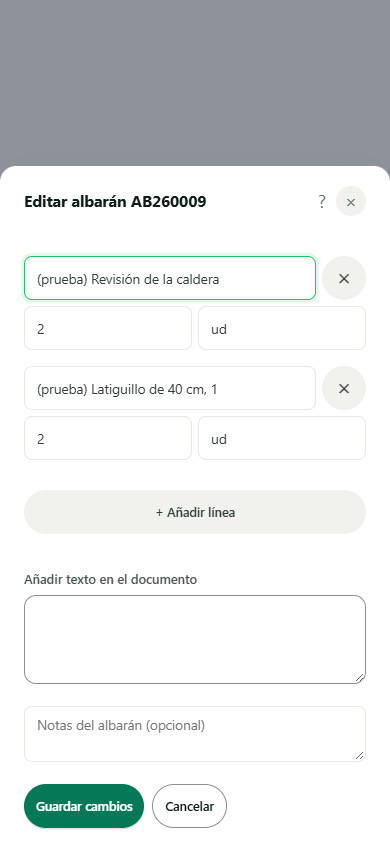 Editar albarán AB260009
?
×
(prueba) Revisión de la caldera
×
2
ud
(prueba) Latiguillo de 40 cm, 1
×
2
ud
+ Añadir línea
Añadir texto en el documento
Notas del albarán (opcional)
Guardar cambios
Cancelar